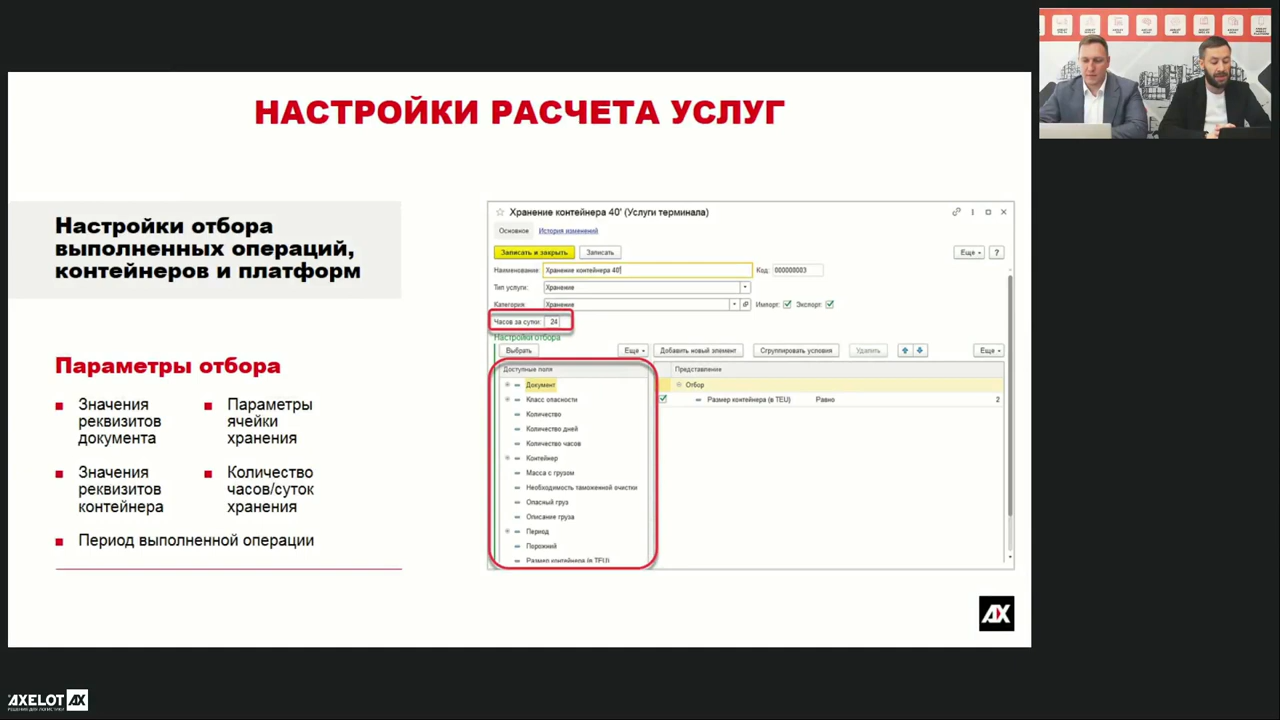 НАСТРОЙКИ РАСЧЕТА УСЛУГ
Настройки отбора
выполненных операций,
контейнеров и платформ
Параметры отбора
Значения
реквизитов
документа
Параметры
ячейки
хранения
Значения
реквизитов
контейнера
Количество
часов/суток
хранения
Период выполненной операции
Хранение контейнера 40' (Услуги терминала)
Основное История изменений
Записать и закрыть Записать Еще ?
Наименование: Хранение контейнера 40' Код: 000000003
Тип услуги: Хранение
Категория: Хранение Импорт: Экспорт:
Часов за сутки: 24
Настройки отбора
Выбрать Еще Добавить новый элемент Сгруппировать условия Удалить Еще
Доступные поля Представление
Документ Отбор
Класс опасности Размер контейнера (в TEU) Равно 2
Количество
Количество дней
Количество часов
Контейнер
Масса с грузом
Необходимость таможенной очистки
Опасный груз
Описание груза
Период
Порожний
Размер контейнера (в TEU)
AX
AXELOT AX